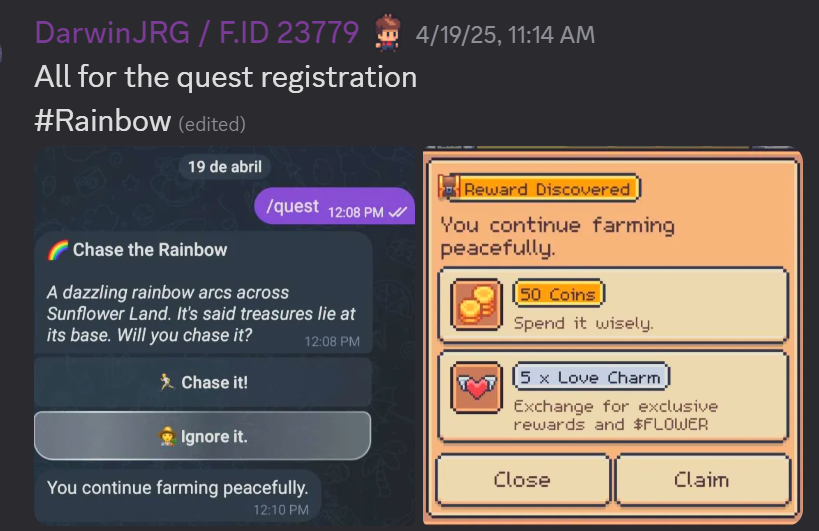 DarwinJRG / F.ID 23779 4/19/25, 11:14 AM
All for the quest registration
#Rainbow (edited)
19 de abril
/quest 12:08 PM
🌈 Chase the Rainbow
A dazzling rainbow arcs across
Sunflower Land. It's said treasures lie at
its base. Will you chase it?
12:08 PM
🏃 Chase it!
🧑‍🌾 Ignore it.
You continue farming peacefully.
12:10 PM
Reward Discovered
You continue farming
peacefully.
50 Coins
Spend it wisely.
5 x Love Charm
Exchange for exclusive
rewards and $FLOWER
Close
Claim